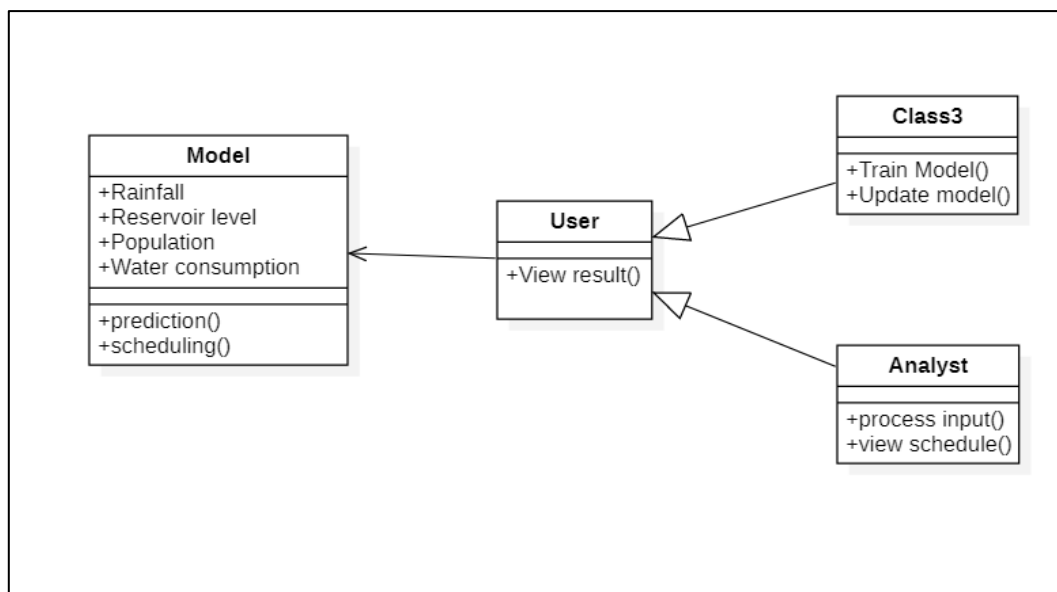 Model
+Rainfall
+Reservoir level
+Population
+Water consumption
+prediction()
+scheduling()
User
+View result()
Class3
+Train Model()
+Update model()
Analyst
+process input()
+view schedule()